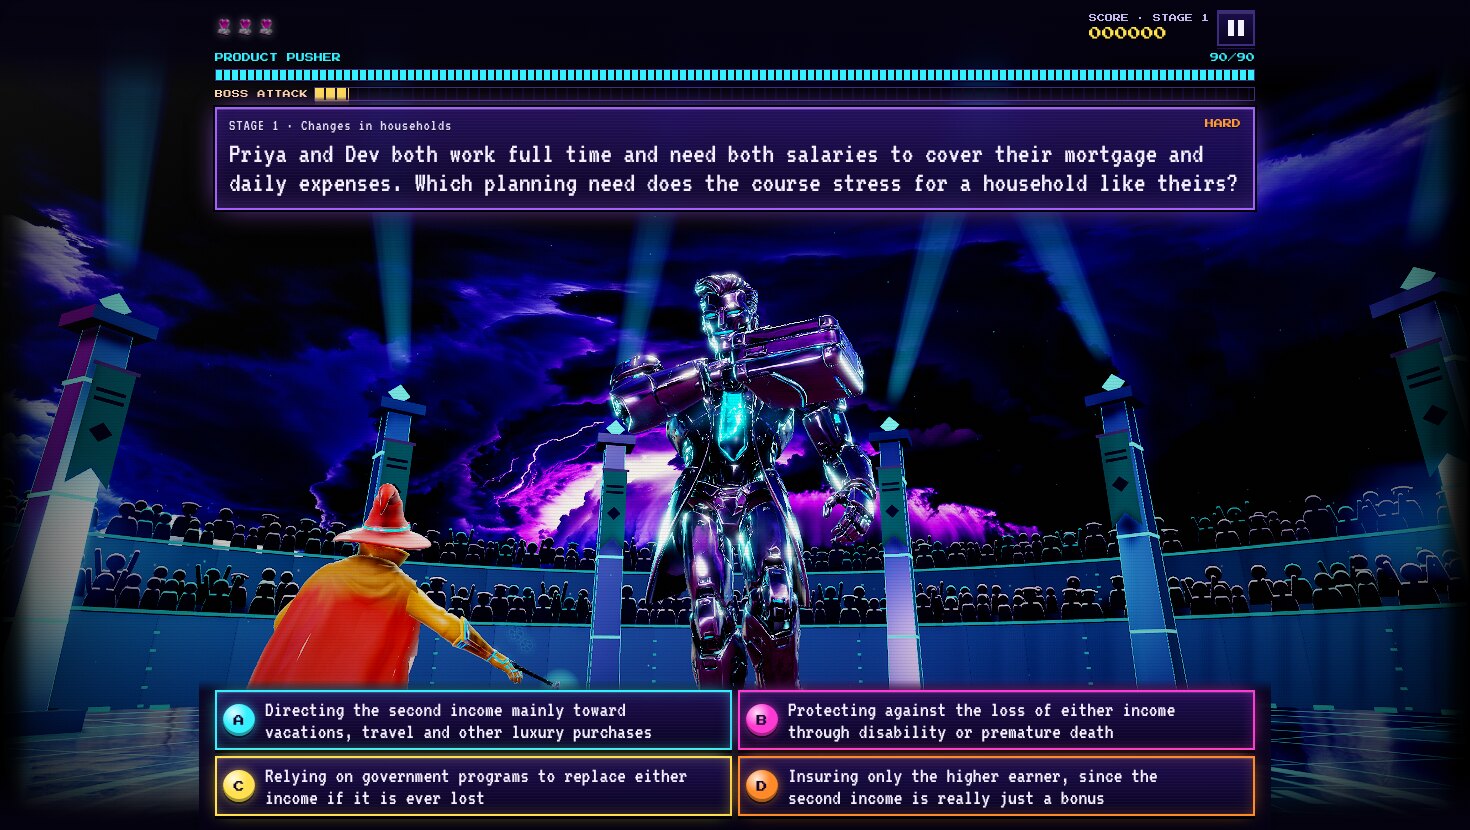 SCORE · STAGE 1
000000
PRODUCT PUSHER
90/90
BOSS ATTACK
STAGE 1 · Changes in households
HARD
Priya and Dev both work full time and need both salaries to cover their mortgage and
daily expenses. Which planning need does the course stress for a household like theirs?
A
Directing the second income mainly toward
vacations, travel and other luxury purchases
B
Protecting against the loss of either income
through disability or premature death
C
Relying on government programs to replace either
income if it is ever lost
D
Insuring only the higher earner, since the
second income is really just a bonus